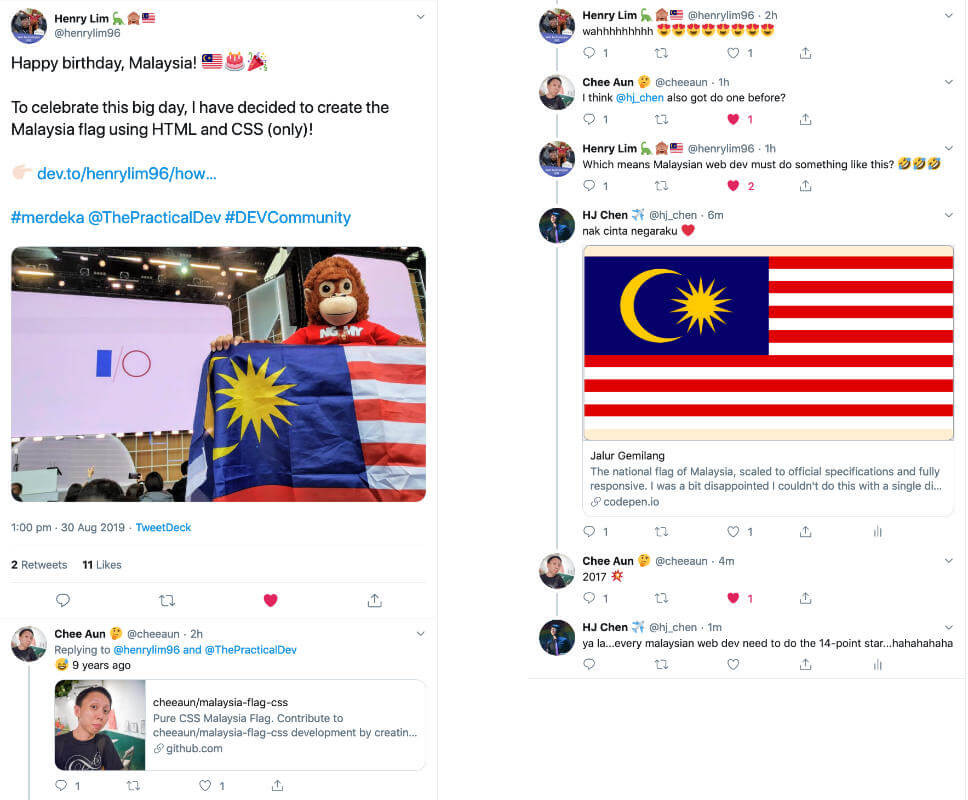 Henry Lim 🦕🙈🇲🇾
@henrylim96
Happy birthday, Malaysia! 🇲🇾🎂🎉
To celebrate this big day, I have decided to create the
Malaysia flag using HTML and CSS (only)!
👉🏻 dev.to/henrylim96/how...
#merdeka @ThePracticalDev #DEVCommunity
I/O
NG MY
1:00 pm · 30 Aug 2019 · TweetDeck
2 Retweets 11 Likes
Chee Aun 🤔 @cheeaun · 2h
Replying to @henrylim96 and @ThePracticalDev
😅 9 years ago
cheeaun/malaysia-flag-css
Pure CSS Malaysia Flag. Contribute to
cheeaun/malaysia-flag-css development by creatin...
github.com
1 1
Henry Lim 🦕🙈🇲🇾 @henrylim96 · 2h
wahhhhhhhhh 😍😍😍😍😍😍😍😍
1 1
Chee Aun 🤔 @cheeaun · 1h
I think @hj_chen also got do one before?
1 1
Henry Lim 🦕🙈🇲🇾 @henrylim96 · 1h
Which means Malaysian web dev must do something like this? 🤣🤣🤣
1 2
HJ Chen ✈️ @hj_chen · 6m
nak cinta negaraku ❤️
Jalur Gemilang
The national flag of Malaysia, scaled to official specifications and fully
responsive. I was a bit disappointed I couldn't do this with a single di...
codepen.io
1 1
Chee Aun 🤔 @cheeaun · 4m
2017 💥
1 1
HJ Chen ✈️ @hj_chen · 1m
ya la...every malaysian web dev need to do the 14-point star...hahahahaha